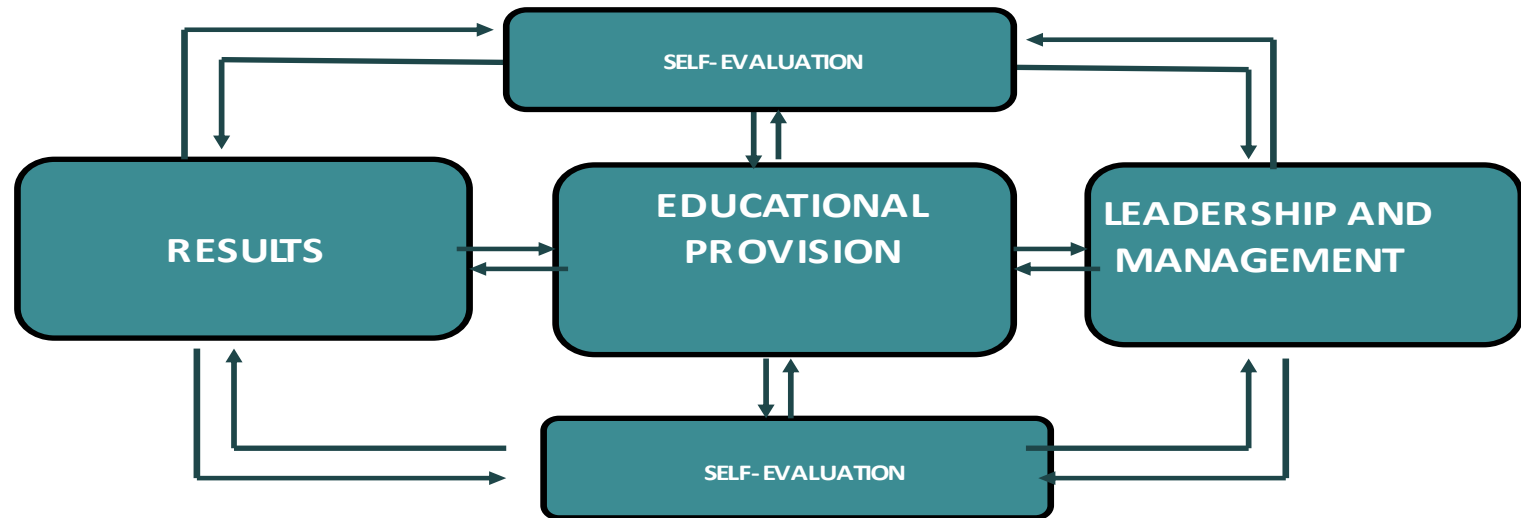 SELF-EVALUATION
RESULTS
EDUCATIONAL
PROVISION
LEADERSHIP AND
MANAGEMENT
SELF-EVALUATION